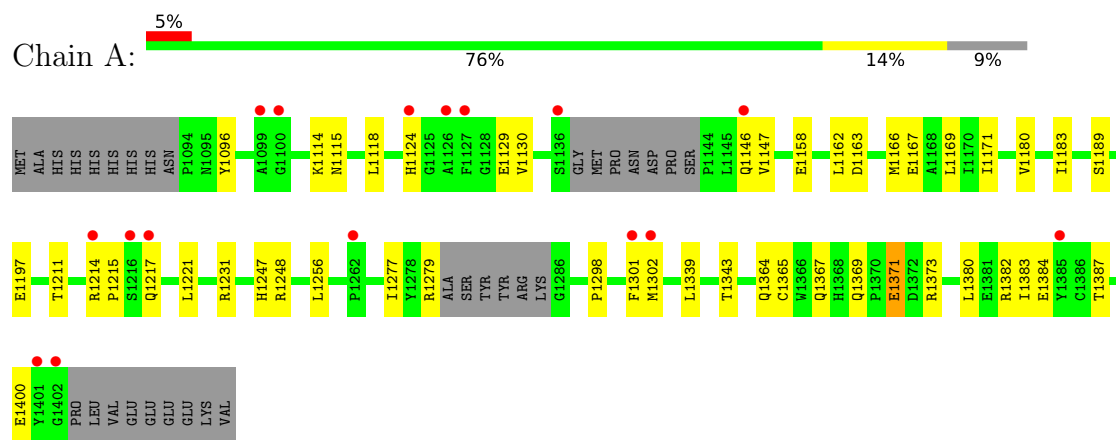 5%
Chain A:
76% 14% 9%
MET ALA HIS HIS HIS HIS HIS HIS ASN P1094 N1095 Y1096 A1099 G1100 K1114 N1115 L1118 H1124 G1125 A1126 F1127 G1128 E1129 V1130 S1136 GLY MET PRO ASN ASP PRO SER P1144 L1145 Q1146 V1147 E1158 L1162 D1163 M1166 E1167 A1168 L1169 I1170 I1171 V1180 I1183 S1189
E1197 T1211 R1214 P1215 S1216 Q1217 L1221 R1231 H1247 R1248 L1256 P1262 I1277 Y1278 R1279 ALA SER TYR TYR ARG LYS G1286 P1298 F1301 M1302 L1339 T1343 Q1364 C1365 W1366 Q1367 H1368 Q1369 P1370 E1371 D1372 R1373 L1380 E1381 R1382 I1383 E1384 Y1385 C1386 T1387
E1400 Y1401 G1402 PRO LEU VAL GLU GLU GLU GLU LYS VAL